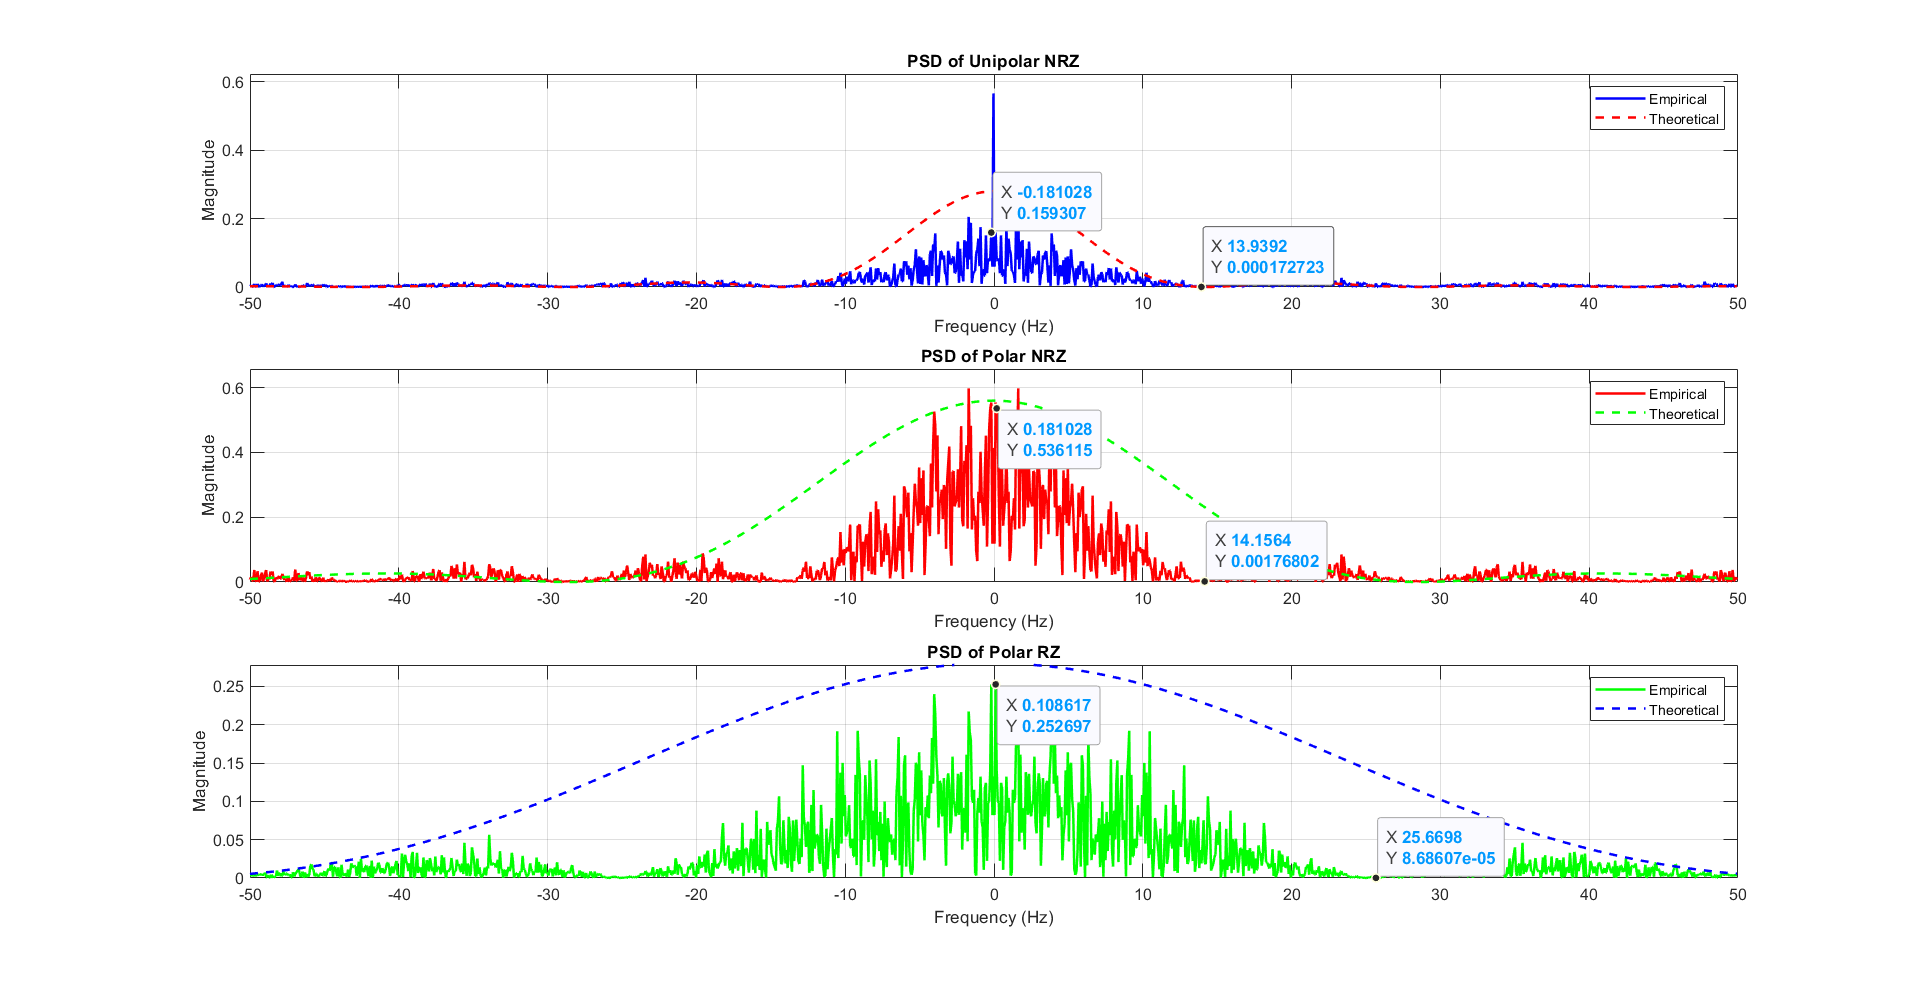 PSD of Unipolar NRZ
0.6
0.4
0.2
0
Magnitude
Empirical
Theoretical
X -0.181028
Y 0.159307
X 13.9392
Y 0.000172723
-50 -40 -30 -20 -10 0 10 20 30 40 50
Frequency (Hz)
PSD of Polar NRZ
0.6
0.4
0.2
0
Magnitude
Empirical
Theoretical
X 0.181028
Y 0.536115
X 14.1564
Y 0.00176802
-50 -40 -30 -20 -10 0 10 20 30 40 50
Frequency (Hz)
PSD of Polar RZ
0.25
0.2
0.15
0.1
0.05
0
Magnitude
Empirical
Theoretical
X 0.108617
Y 0.252697
X 25.6698
Y 8.68607e-05
-50 -40 -30 -20 -10 0 10 20 30 40 50
Frequency (Hz)